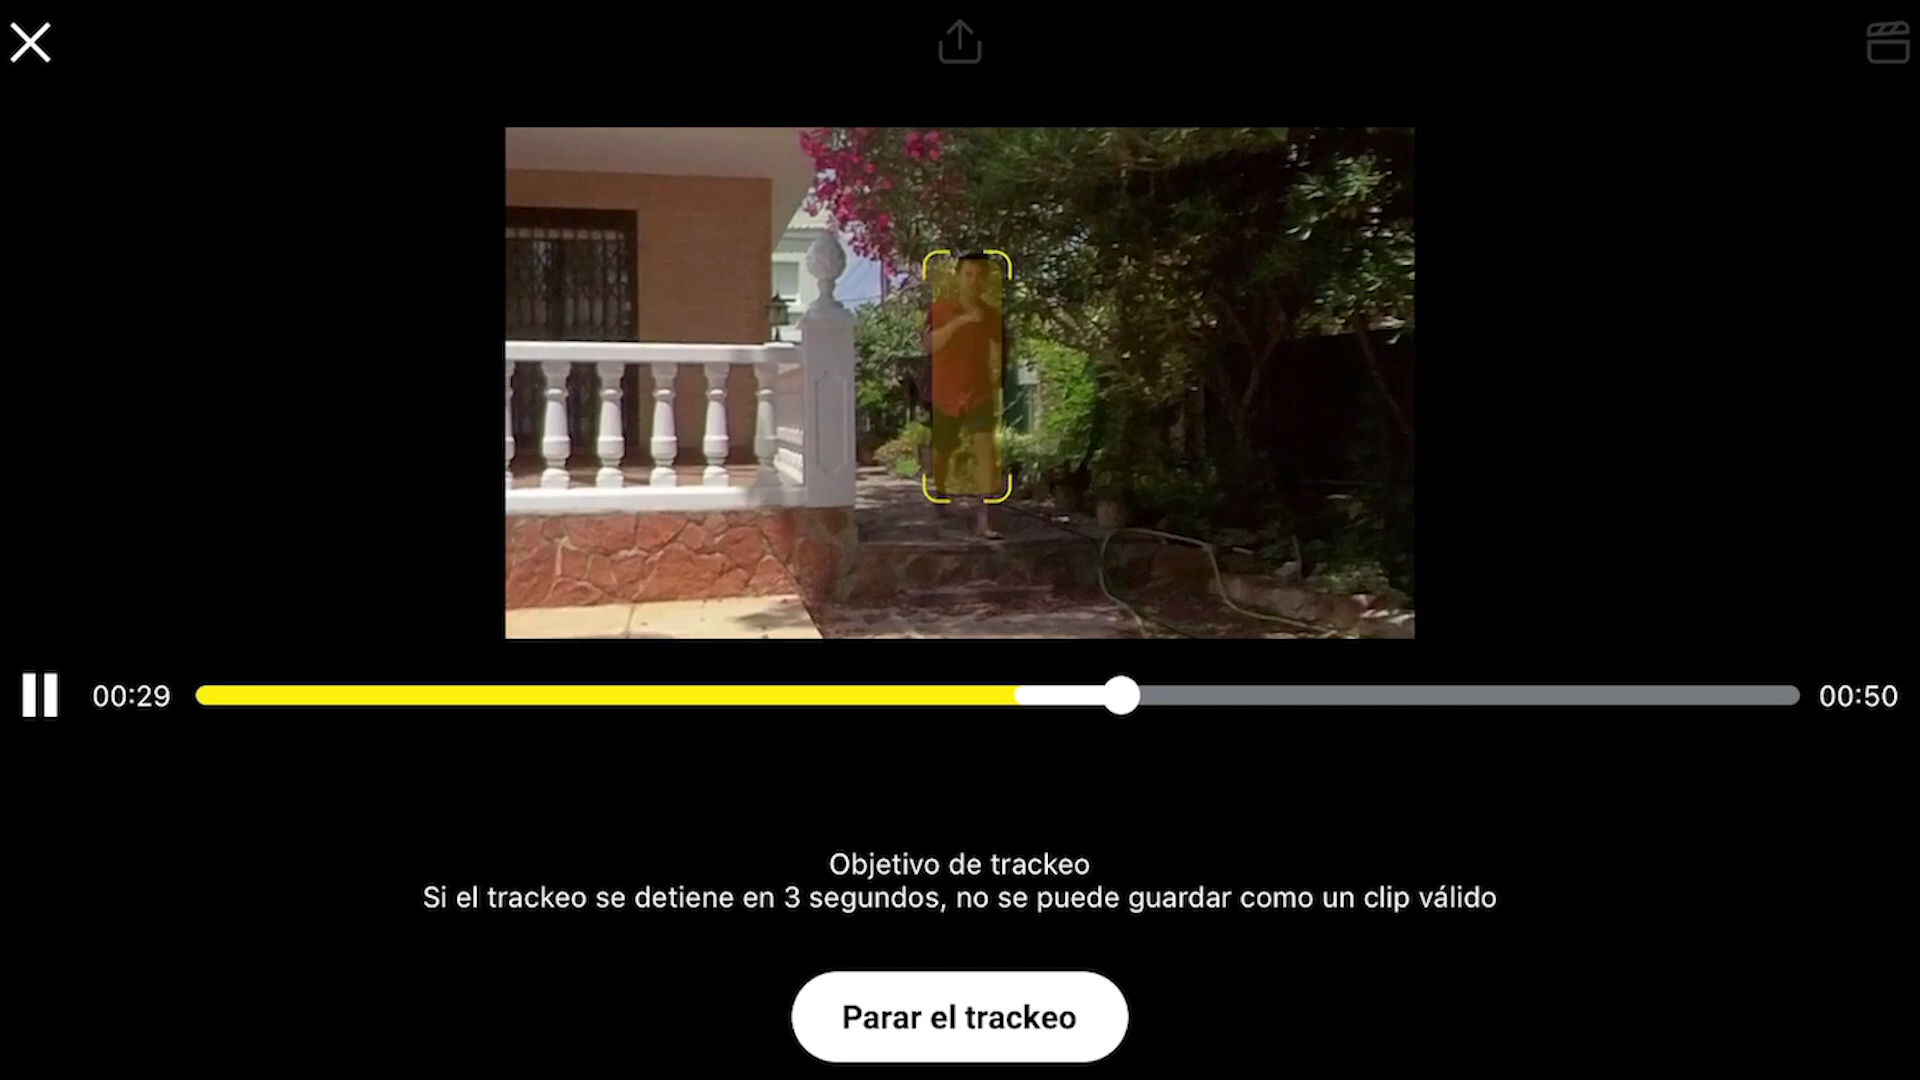 00:29
00:50
Objetivo de trackeo
Si el trackeo se detiene en 3 segundos, no se puede guardar como un clip válido
Parar el trackeo